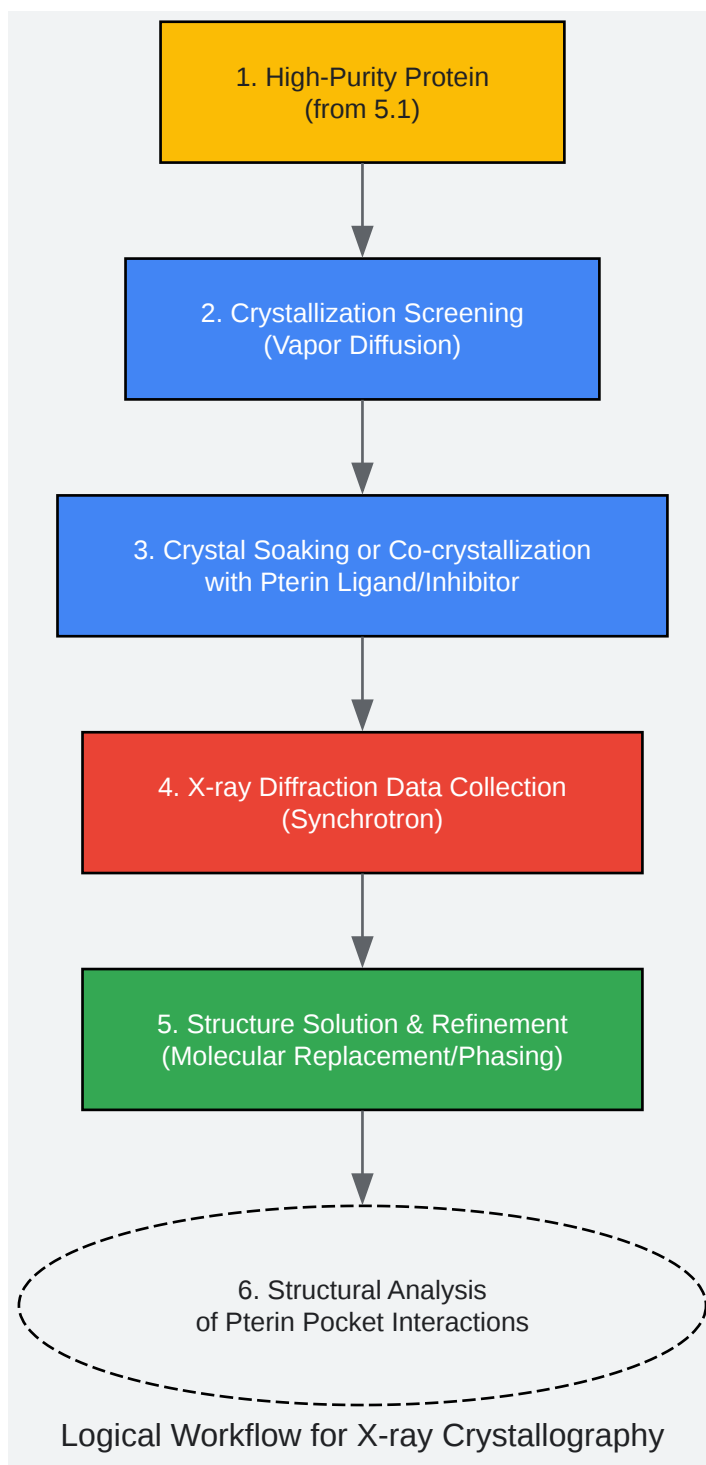 1. High-Purity Protein
(from 5.1)
2. Crystallization Screening
(Vapor Diffusion)
3. Crystal Soaking or Co-crystallization
with Pterin Ligand/Inhibitor
4. X-ray Diffraction Data Collection
(Synchrotron)
5. Structure Solution & Refinement
(Molecular Replacement/Phasing)
6. Structural Analysis
of Pterin Pocket Interactions
Logical Workflow for X-ray Crystallography